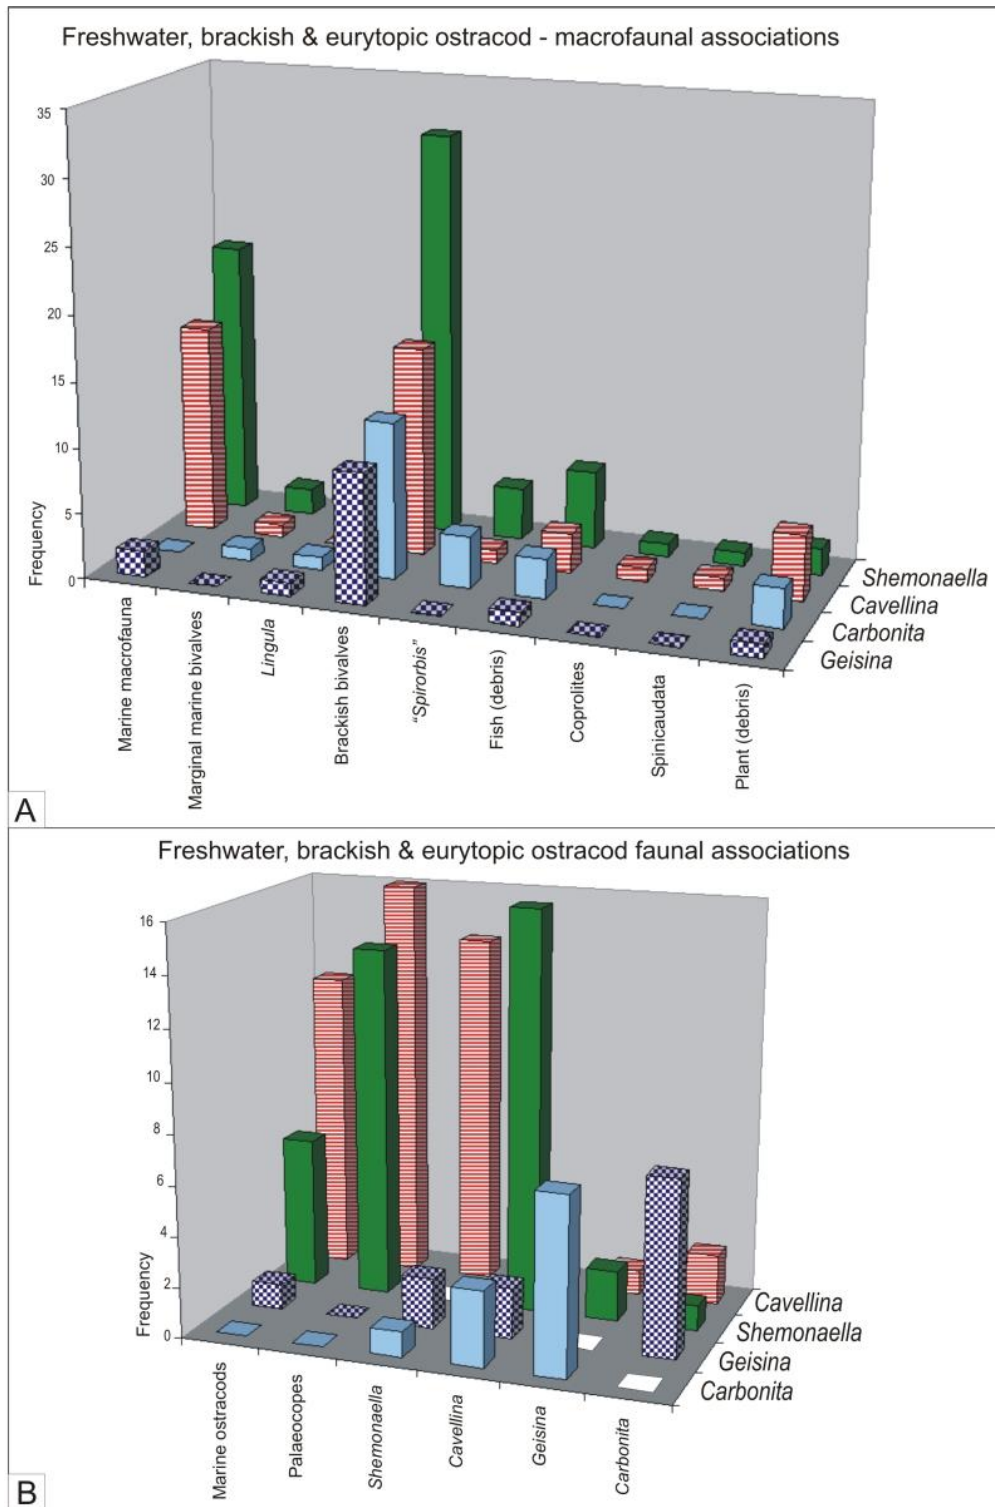 Freshwater, brackish & eurytopic ostracod - macrofaunal associations
35
30
25
20
15
10
5
0
Frequency
Marine macrofauna
Marginal marine bivalves
Lingula
Brackish bivalves
“Spirorbis”
Fish (debris)
Coprolites
Spinicaudata
Plant (debris)
Shemonaella
Cavellina
Carbonita
Geisina
A
Freshwater, brackish & eurytopic ostracod faunal associations
16
14
12
10
8
6
4
2
0
Frequency
Marine ostracods
Palaeocopes
Shemonaella
Cavellina
Geisina
Carbonita
Cavellina
Shemonaella
Geisina
Carbonita
B